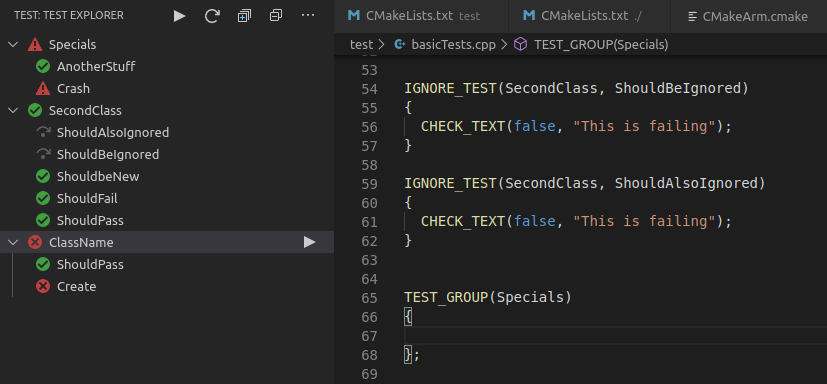 TEST: TEST EXPLORER
Specials
AnotherStuff
Crash
SecondClass
ShouldAlsoIgnored
ShouldBeIgnored
ShouldbeNew
ShouldFail
ShouldPass
ClassName
ShouldPass
Create
CMakeLists.txt test
CMakeLists.txt ./
CMakeArm.cmake
test > basicTests.cpp > TEST_GROUP(Specials)
53
54 IGNORE_TEST(SecondClass, ShouldBeIgnored)
55 {
56 CHECK_TEXT(false, "This is failing");
57 }
58
59 IGNORE_TEST(SecondClass, ShouldAlsoIgnored)
60 {
61 CHECK_TEXT(false, "This is failing");
62 }
63
64
65 TEST_GROUP(Specials)
66 {
67
68 };
69